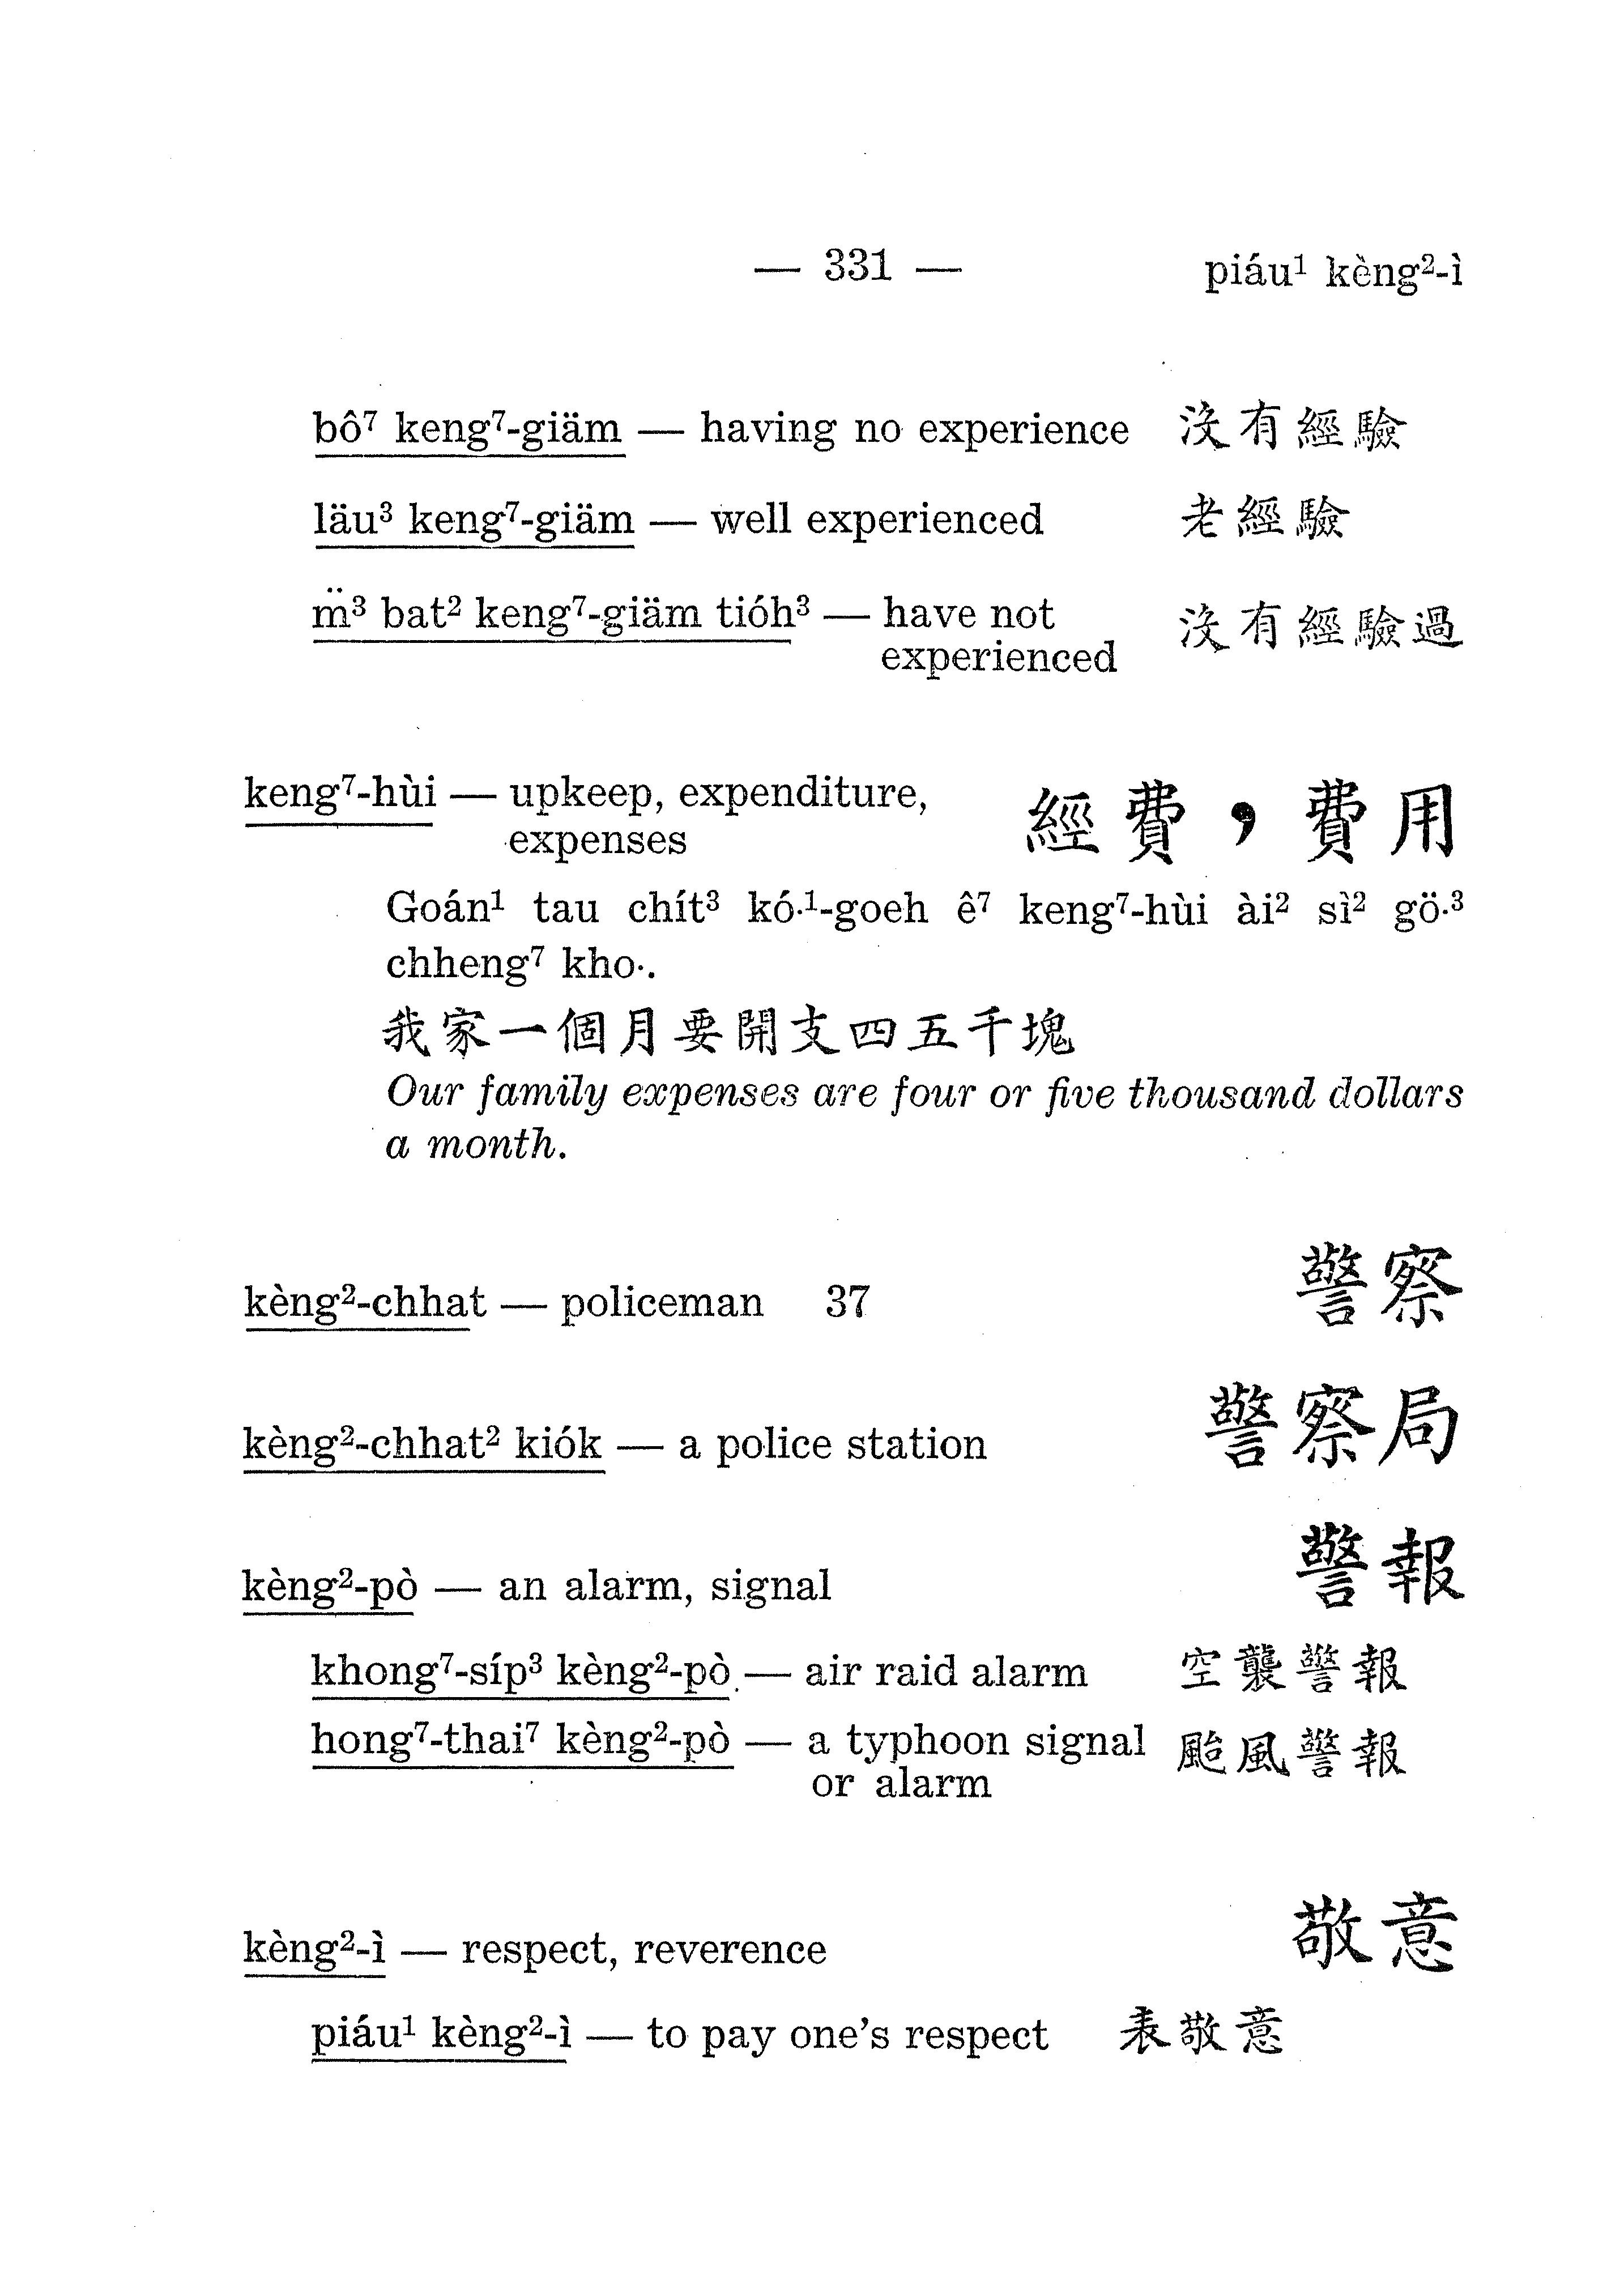 — 331 — piáu¹ kèng²-ì
bô⁷ keng⁷-giäm — having no experience 沒有經驗
läu³ keng⁷-giäm — well experienced 老經驗
m̈³ bat² keng⁷-giäm tióh³ — have not 沒有經驗過
experienced
keng⁷-hùi — upkeep, expenditure, 經費，費用
expenses
Goán¹ tau chít³ kó·¹-goeh ê⁷ keng⁷-hùi ài² sì² gö·³
chheng⁷ kho·.
我家一個月要開支四五千塊
Our family expenses are four or five thousand dollars
a month.
kèng²-chhat — policeman 37 警察
kèng²-chhat² kiók — a police station 警察局
kèng²-pò — an alarm, signal 警報
khong⁷-síp³ kèng²-pò — air raid alarm 空襲警報
hong⁷-thai⁷ kèng²-pò — a typhoon signal 颱風警報
or alarm
kèng²-ì — respect, reverence 敬意
piáu¹ kèng²-ì — to pay one's respect 表敬意